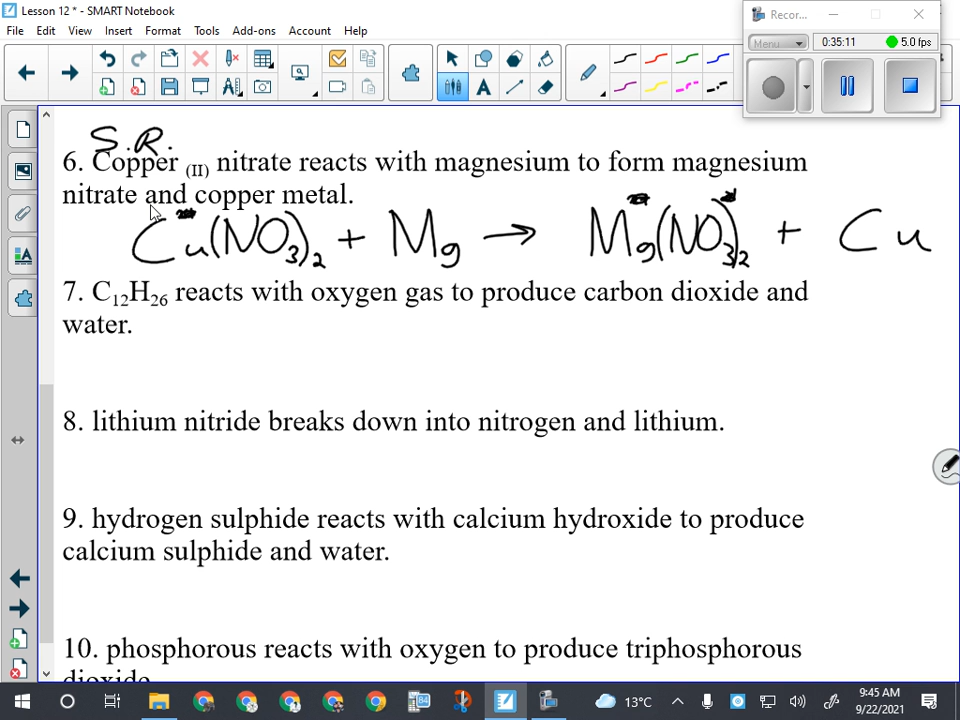 Lesson 12 * - SMART Notebook
Recor...
File Edit View Insert Format Tools Add-ons Account Help
Menu 0:35:11 5.0 fps
S.R.
6. Copper (II) nitrate reacts with magnesium to form magnesium
nitrate and copper metal.
Cu(NO₃)₂ + Mg → Mg(NO₃)₂ + Cu
7. C₁₂H₂₆ reacts with oxygen gas to produce carbon dioxide and
water.
8. lithium nitride breaks down into nitrogen and lithium.
9. hydrogen sulphide reacts with calcium hydroxide to produce
calcium sulphide and water.
10. phosphorous reacts with oxygen to produce triphosphorous
dioxide
13°C
9:45 AM
9/22/2021